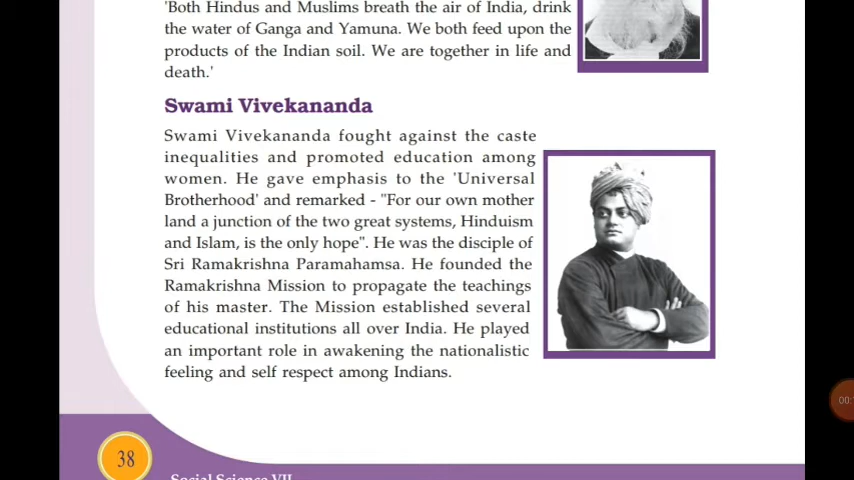 'Both Hindus and Muslims breath the air of India, drink
the water of Ganga and Yamuna. We both feed upon the
products of the Indian soil. We are together in life and
death.'
Swami Vivekananda
Swami Vivekananda fought against the caste
inequalities and promoted education among
women. He gave emphasis to the 'Universal
Brotherhood' and remarked - "For our own mother
land a junction of the two great systems, Hinduism
and Islam, is the only hope". He was the disciple of
Sri Ramakrishna Paramahamsa. He founded the
Ramakrishna Mission to propagate the teachings
of his master. The Mission established several
educational institutions all over India. He played
an important role in awakening the nationalistic
feeling and self respect among Indians.
38
Social Science VII